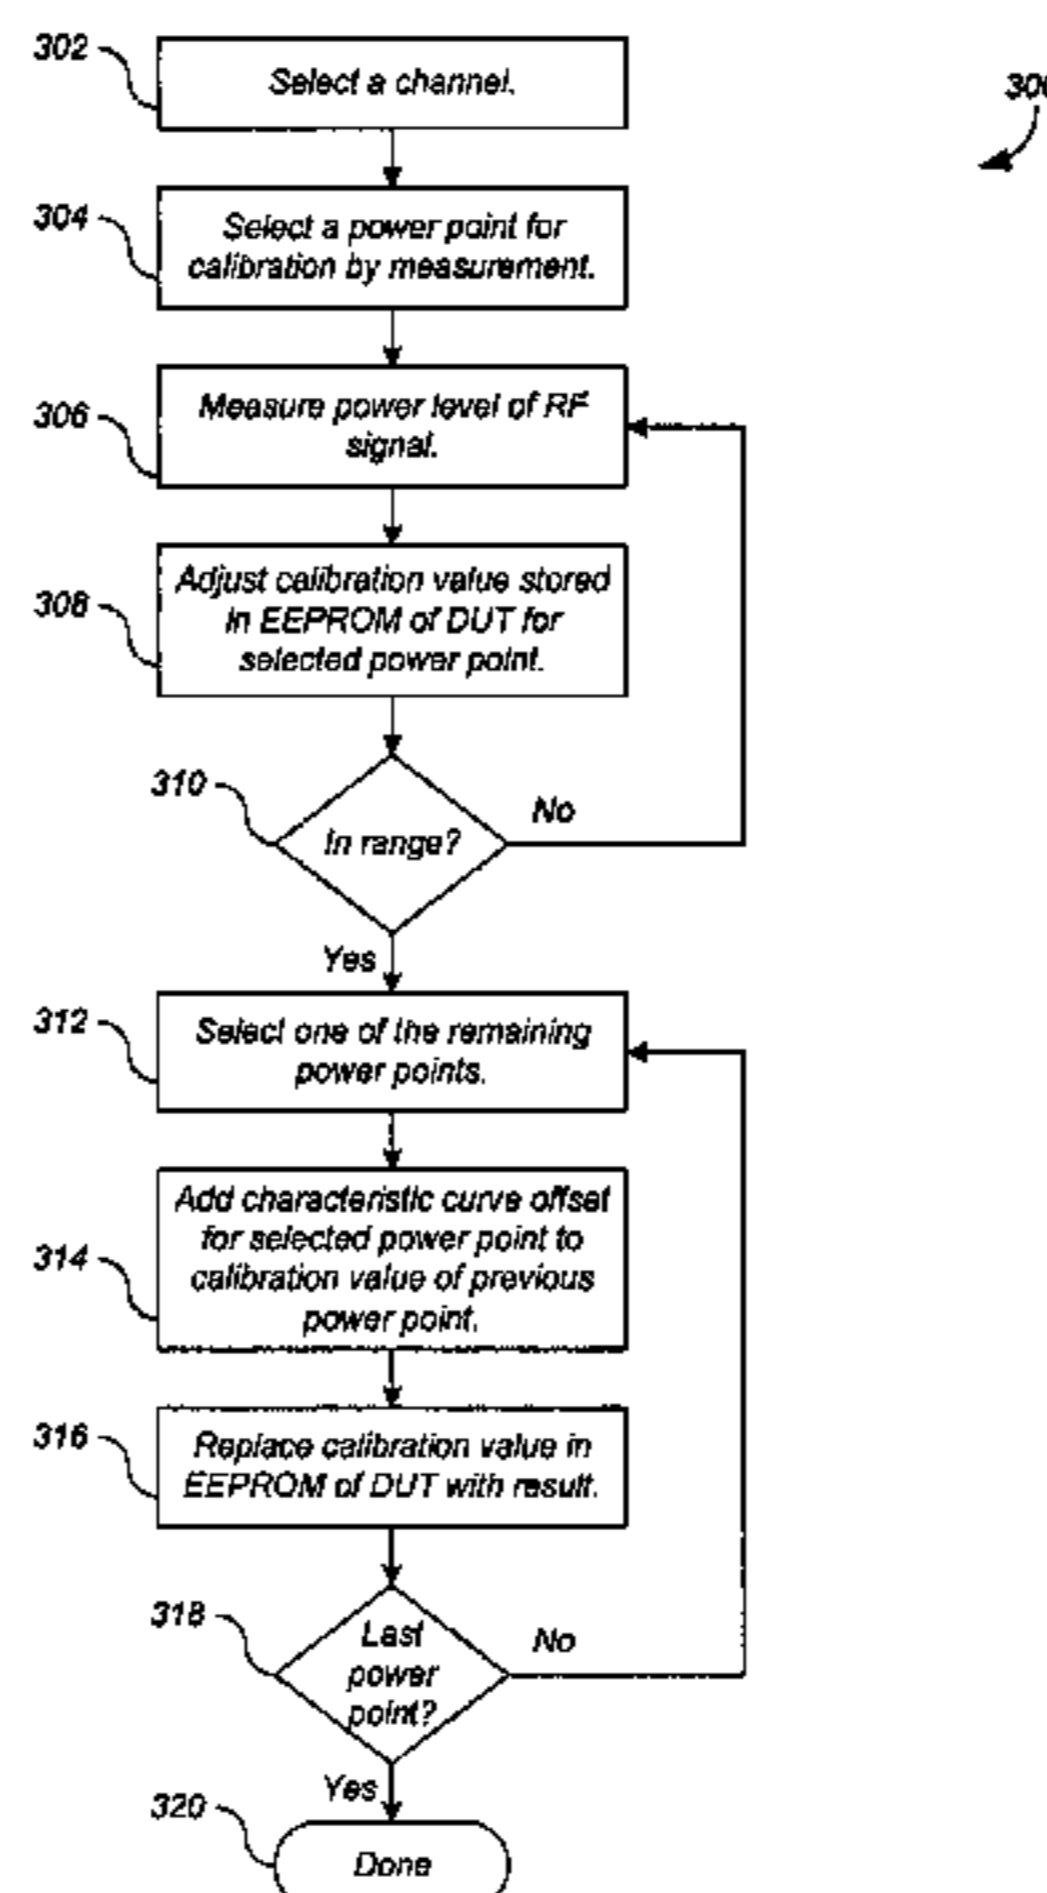 302
Select a channel.
300
304
Select a power point for
calibration by measurement.
306
Measure power level of RF
signal.
308
Adjust calibration value stored
in EEPROM of DUT for
selected power point.
310
In range?
No
Yes
312
Select one of the remaining
power points.
314
Add characteristic curve offset
for selected power point to
calibration value of previous
power point.
316
Replace calibration value in
EEPROM of DUT with result.
318
Last
power
point?
No
Yes
320
Done